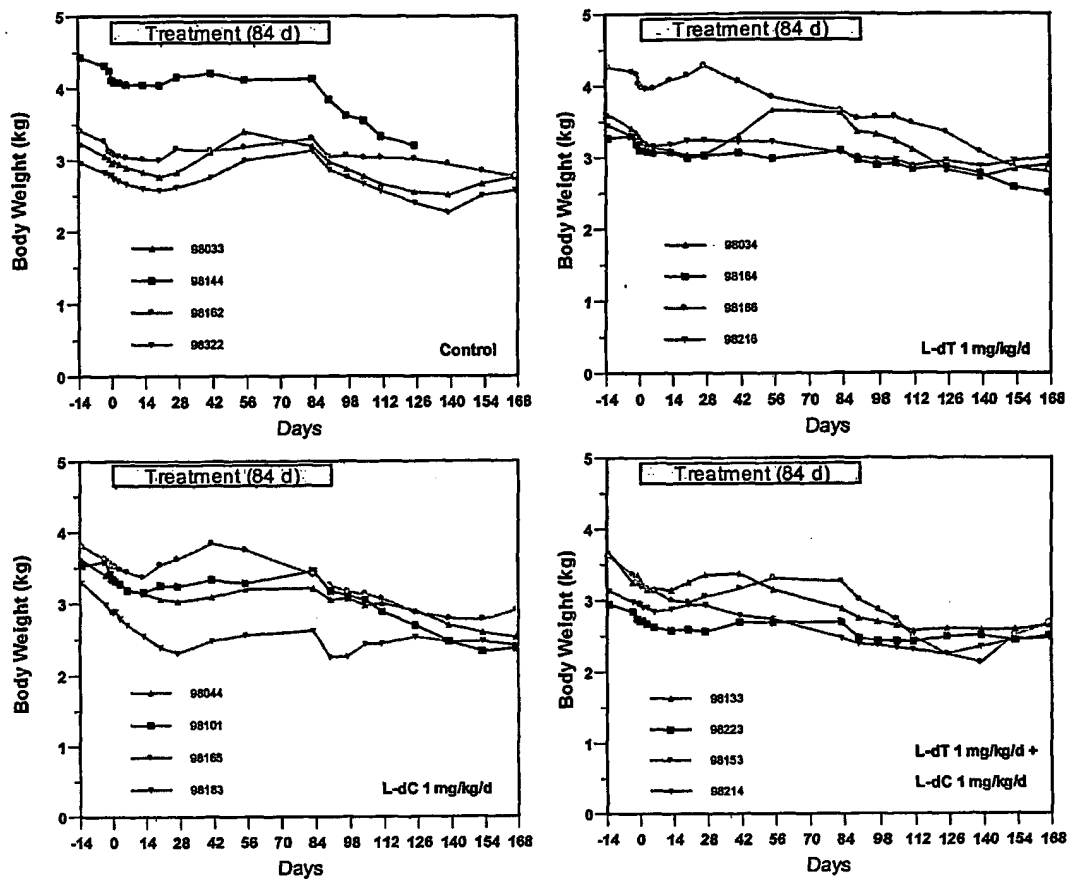 Treatment (84 d)
Body Weight (kg)
5
4
3
2
1
0
98033
98144
98162
98322
Control
-14 0 14 28 42 56 70 84 98 112 126 140 154 168
Days
Treatment (84 d)
Body Weight (kg)
5
4
3
2
1
0
98034
98164
98166
98216
L-dT 1 mg/kg/d
-14 0 14 28 42 56 70 84 98 112 126 140 154 168
Days
Treatment (84 d)
Body Weight (kg)
5
4
3
2
1
0
98044
98101
98165
98183
L-dC 1 mg/kg/d
-14 0 14 28 42 56 70 84 98 112 126 140 154 168
Days
Treatment (84 d)
Body Weight (kg)
5
4
3
2
1
0
98133
98223
98153
98214
L-dT 1 mg/kg/d +
L-dC 1 mg/kg/d
-14 0 14 28 42 56 70 84 98 112 126 140 154 168
Days